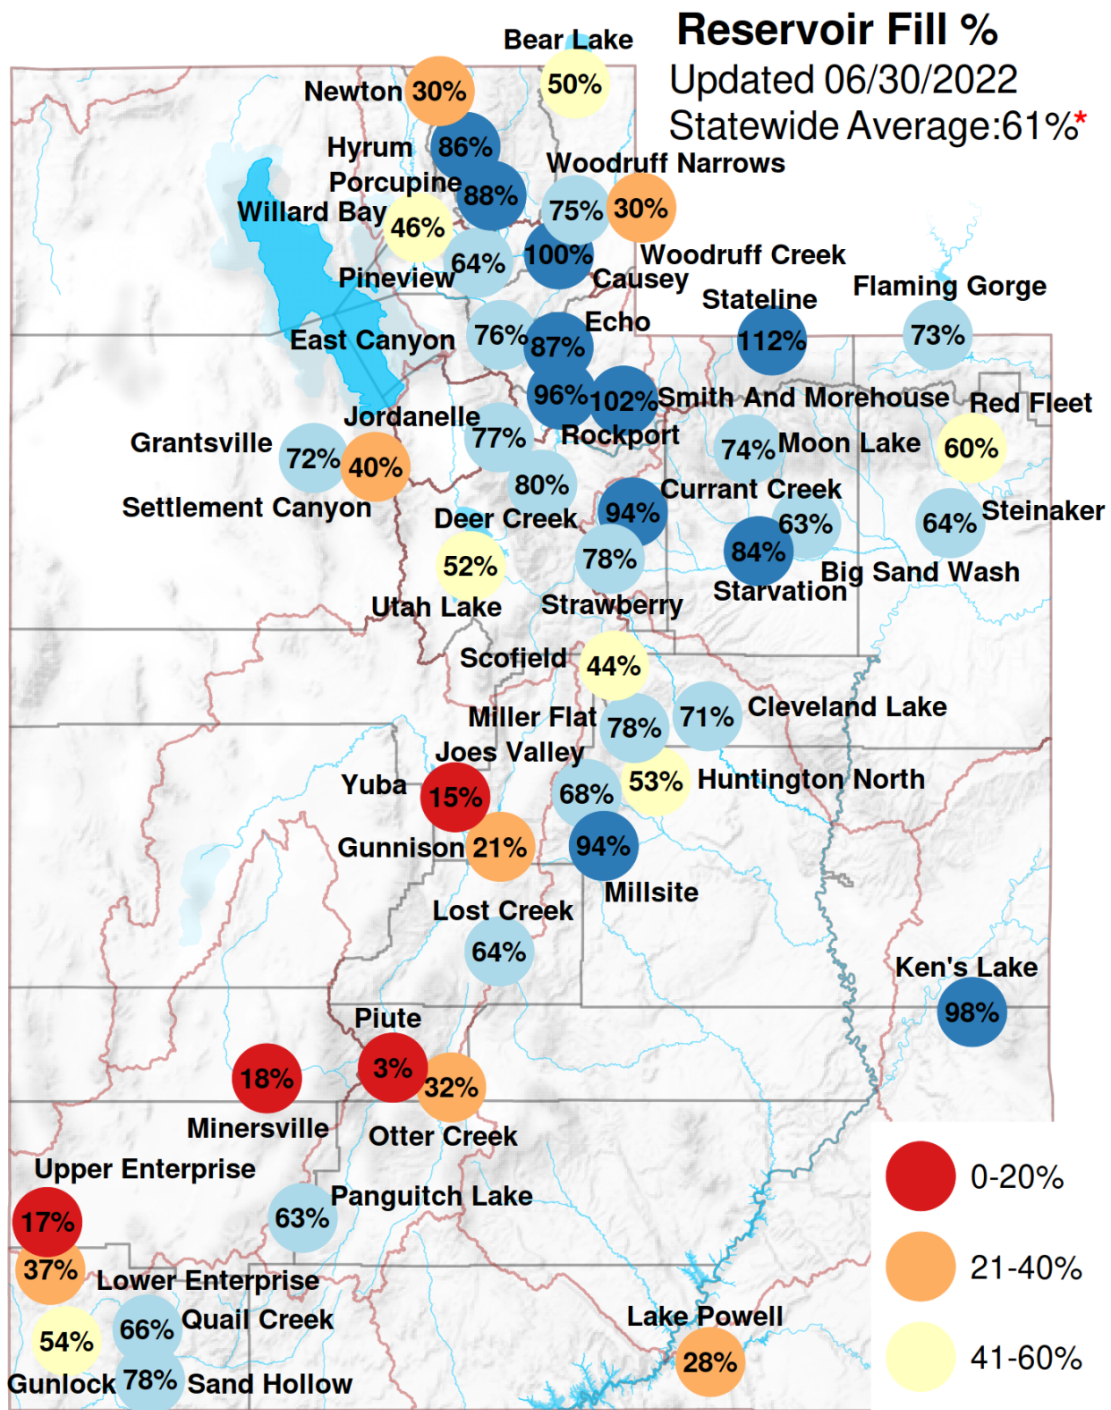 Reservoir Fill %
Updated 06/30/2022
Statewide Average:61%*
Bear Lake
50%
Newton
30%
Hyrum
86%
Porcupine
88%
Woodruff Narrows
75%
30%
Willard Bay
46%
Woodruff Creek
Pineview
64%
100%
Causey
Stateline
112%
Flaming Gorge
73%
East Canyon
76%
Echo
87%
96%
Rockport
102%
Smith And Morehouse
Red Fleet
60%
Jordanelle
77%
Grantsville
72%
40%
Settlement Canyon
74%
Moon Lake
80%
Deer Creek
Currant Creek
94%
63%
Big Sand Wash
84%
Starvation
64%
Steinaker
52%
Utah Lake
78%
Strawberry
Scofield
44%
Miller Flat
78%
71%
Cleveland Lake
Joes Valley
68%
53%
Huntington North
Yuba
15%
Gunnison
21%
94%
Millsite
Lost Creek
64%
Ken's Lake
98%
Piute
3%
32%
Otter Creek
18%
Minersville
Upper Enterprise
17%
37%
Lower Enterprise
63%
Panguitch Lake
66%
Quail Creek
54%
Gunlock
78%
Sand Hollow
Lake Powell
28%
0-20%
21-40%
41-60%